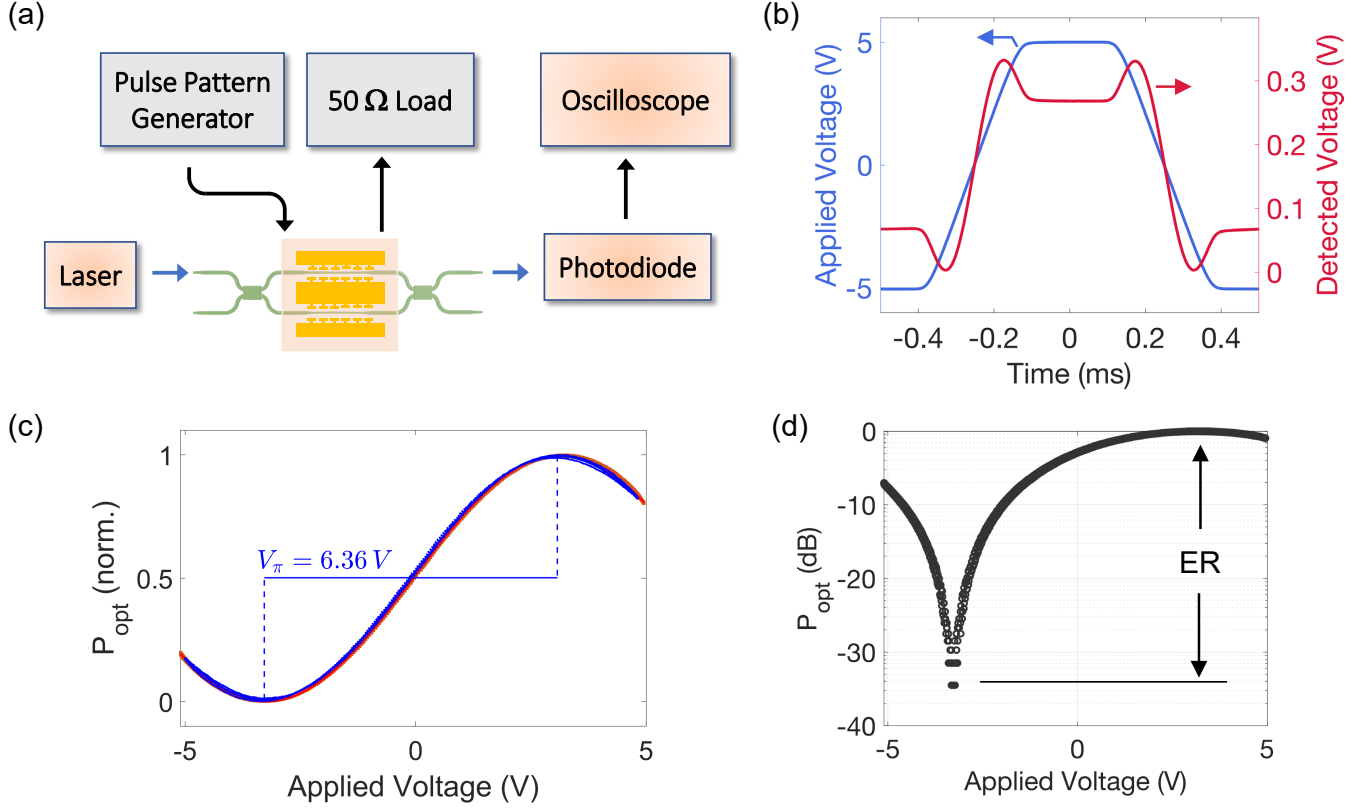 (a)
Pulse Pattern
Generator
50 Ω Load
Oscilloscope
Laser
Photodiode
(b)
Applied Voltage (V)
5
0
-5
Detected Voltage (V)
0.3
0.2
0.1
0
-0.4
-0.2
0
0.2
0.4
Time (ms)
(c)
P_opt (norm.)
1
0.5
0
V_π = 6.36 V
-5
0
5
Applied Voltage (V)
(d)
P_opt (dB)
0
-10
-20
-30
-40
ER
-5
0
5
Applied Voltage (V)